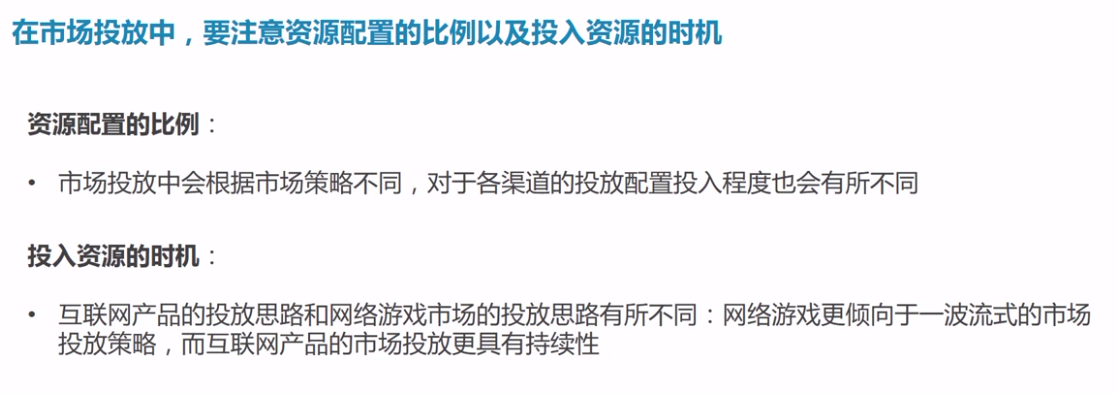 在市场投放中，要注意资源配置的比例以及投入资源的时机
资源配置的比例：
• 市场投放中会根据市场策略不同，对于各渠道的投放配置投入程度也会有所不同
投入资源的时机：
• 互联网产品的投放思路和网络游戏市场的投放思路有所不同：网络游戏更倾向于一波流式的市场
投放策略，而互联网产品的市场投放更具有持续性